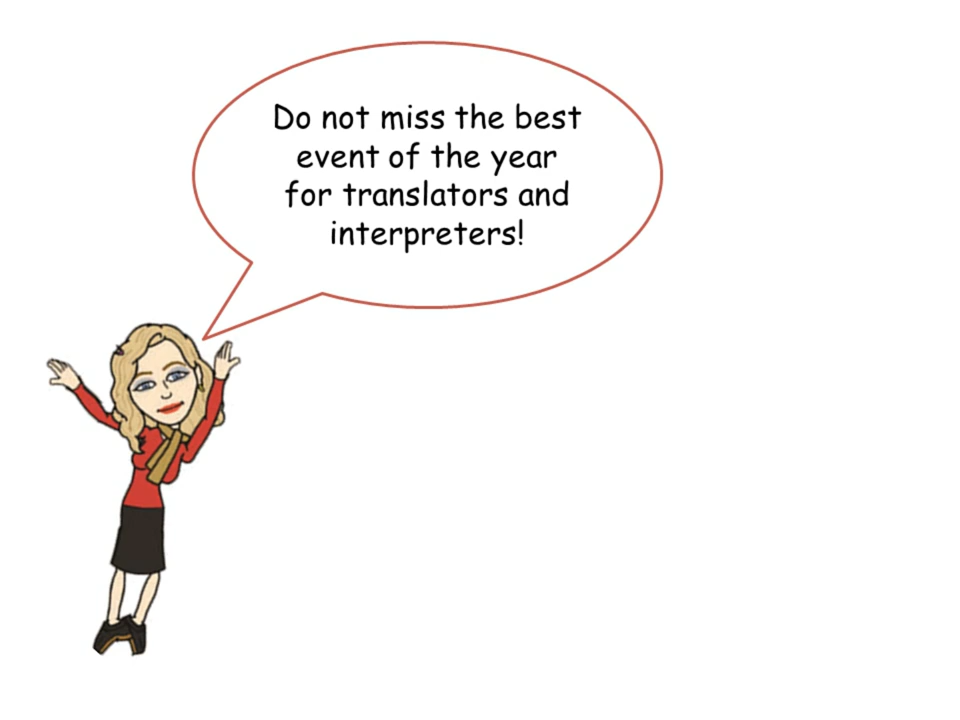 Do not miss the best
event of the year
for translators and
interpreters!